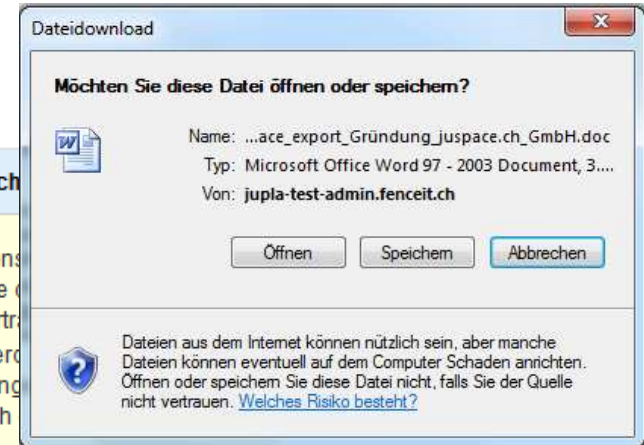 Dateidownload
Möchten Sie diese Datei öffnen oder speichern?
Name: ...ace_export_Gründung_juspace.ch_GmbH.doc
Typ: Microsoft Office Word 97 - 2003 Document, 3....
Von: jupla-test-admin.fenceit.ch
Öffnen Speichern Abbrechen
Dateien aus dem Internet können nützlich sein, aber manche
Dateien können eventuell auf dem Computer Schaden anrichten.
Öffnen oder speichern Sie diese Datei nicht, falls Sie der Quelle
nicht vertrauen. Welches Risiko besteht?